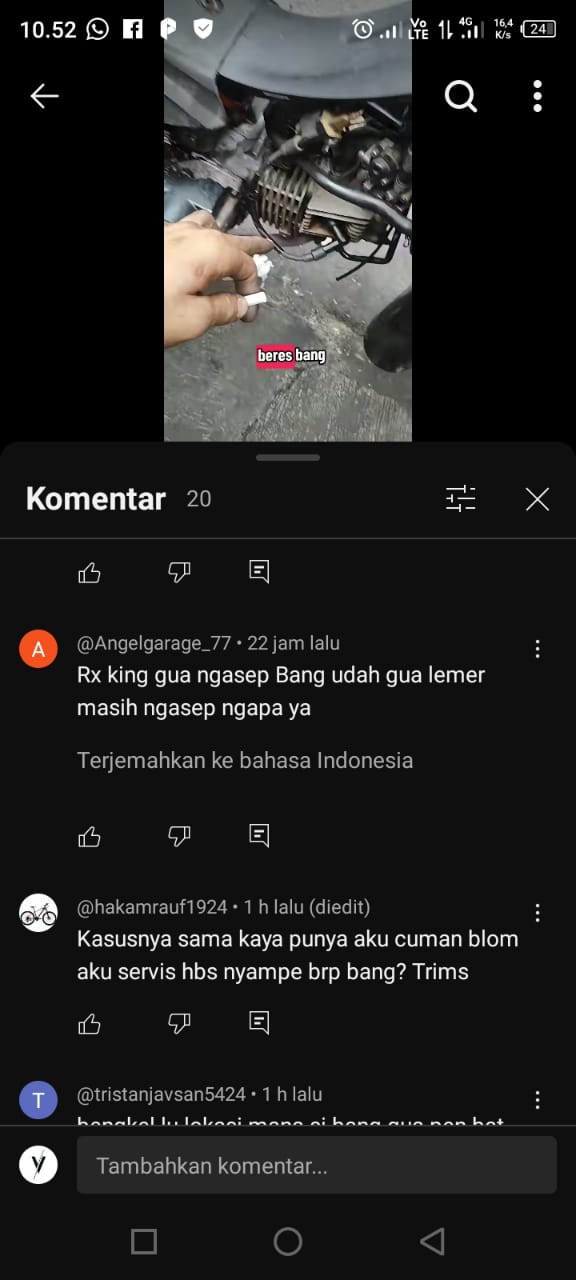 10.52
Vo
LTE
4G
16,4
K/s
24
beres bang
Komentar 20
@Angelgarage_77 • 22 jam lalu
Rx king gua ngasep Bang udah gua lemer
masih ngasep ngapa ya
Terjemahkan ke bahasa Indonesia
@hakamrauf1924 • 1 h lalu (diedit)
Kasusnya sama kaya punya aku cuman blom
aku servis hbs nyampe brp bang? Trims
@tristanjavsan5424 • 1 h lalu
A
T
Tambahkan komentar...